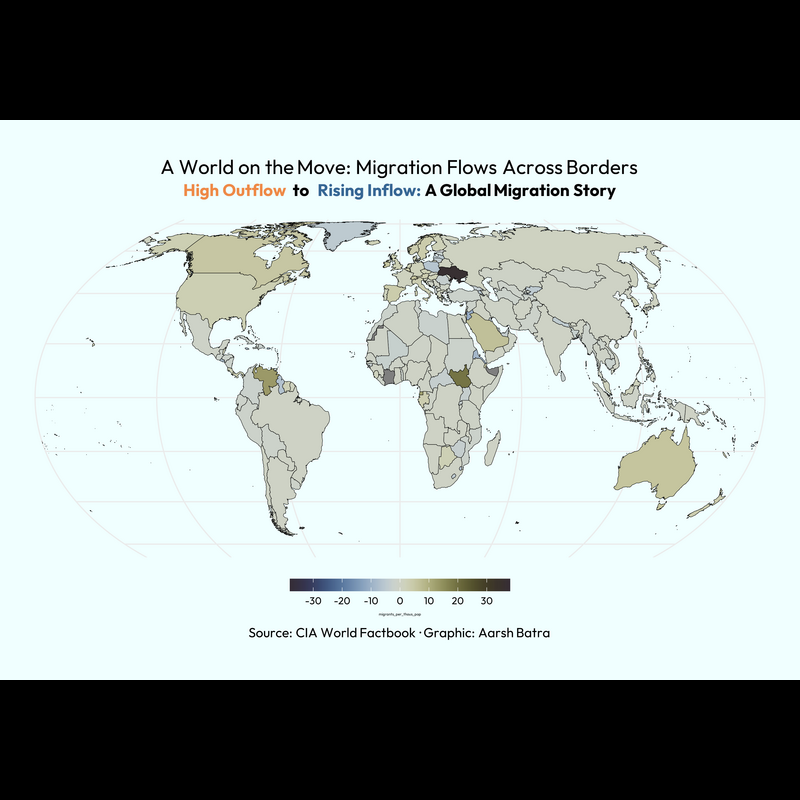 A World on the Move: Migration Flows Across Borders
High Outflow to Rising Inflow: A Global Migration Story
-30 -20 -10 0 10 20 30
migrants_per_thous_pop
Source: CIA World Factbook · Graphic: Aarsh Batra